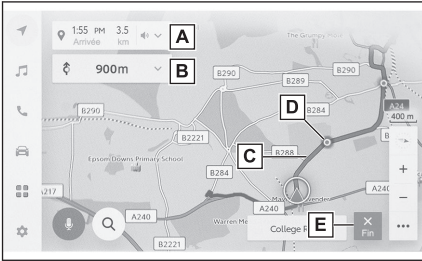 1:55 PM 3.5
Arrivée km
A
900m
B
The Grumpy Mole
B290
B290
B289
A24
400 m
B290
B284
D
B2221
Epsom Downs Primary School
C
B288
B284
A217
A240
A240
A240
Warren Me
College R
E
Fin
B2221